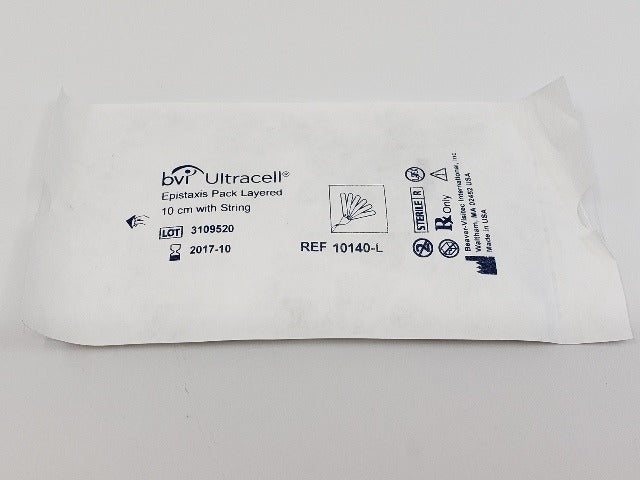 bvi Ultracell®
Epistaxis Pack Layered
10 cm with String
LOT 3109520
2017-10
REF 10140-L
STERILE R
Rx Only
Beaver-Visitec International, Inc
Waltham, MA 02452 USA
Made in USA